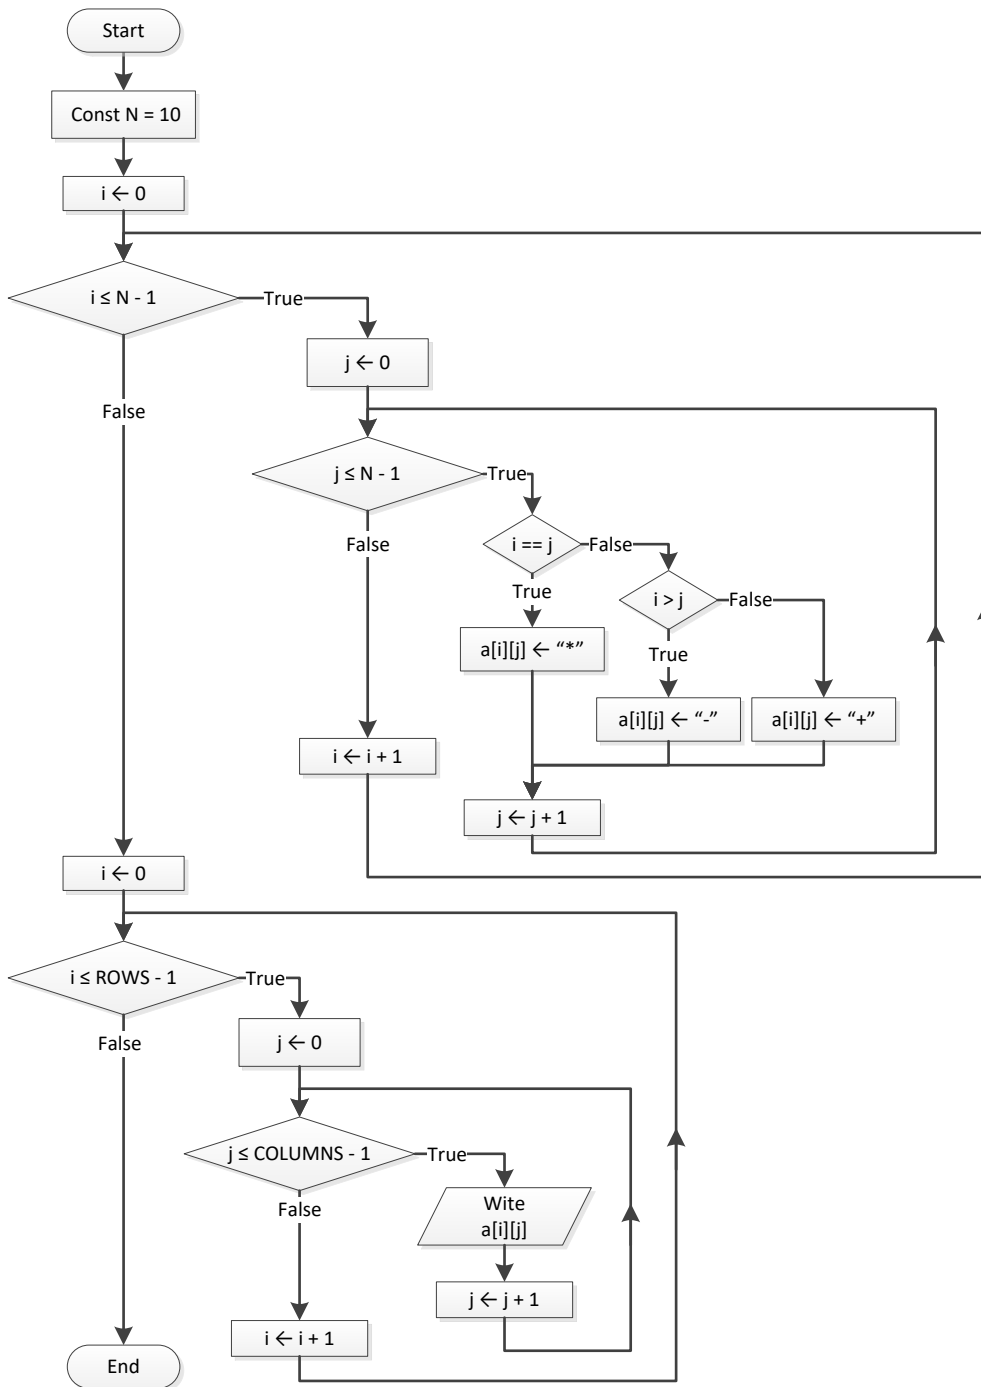 Start
Const N = 10
i ← 0
i ≤ N - 1
True
j ← 0
False
j ≤ N - 1
True
False
i == j
False
True
i > j
False
a[i][j] ← “*”
True
a[i][j] ← “-”
a[i][j] ← “+”
i ← i + 1
j ← j + 1
i ← 0
i ≤ ROWS - 1
True
False
j ← 0
j ≤ COLUMNS - 1
True
False
Wite
a[i][j]
j ← j + 1
i ← i + 1
End